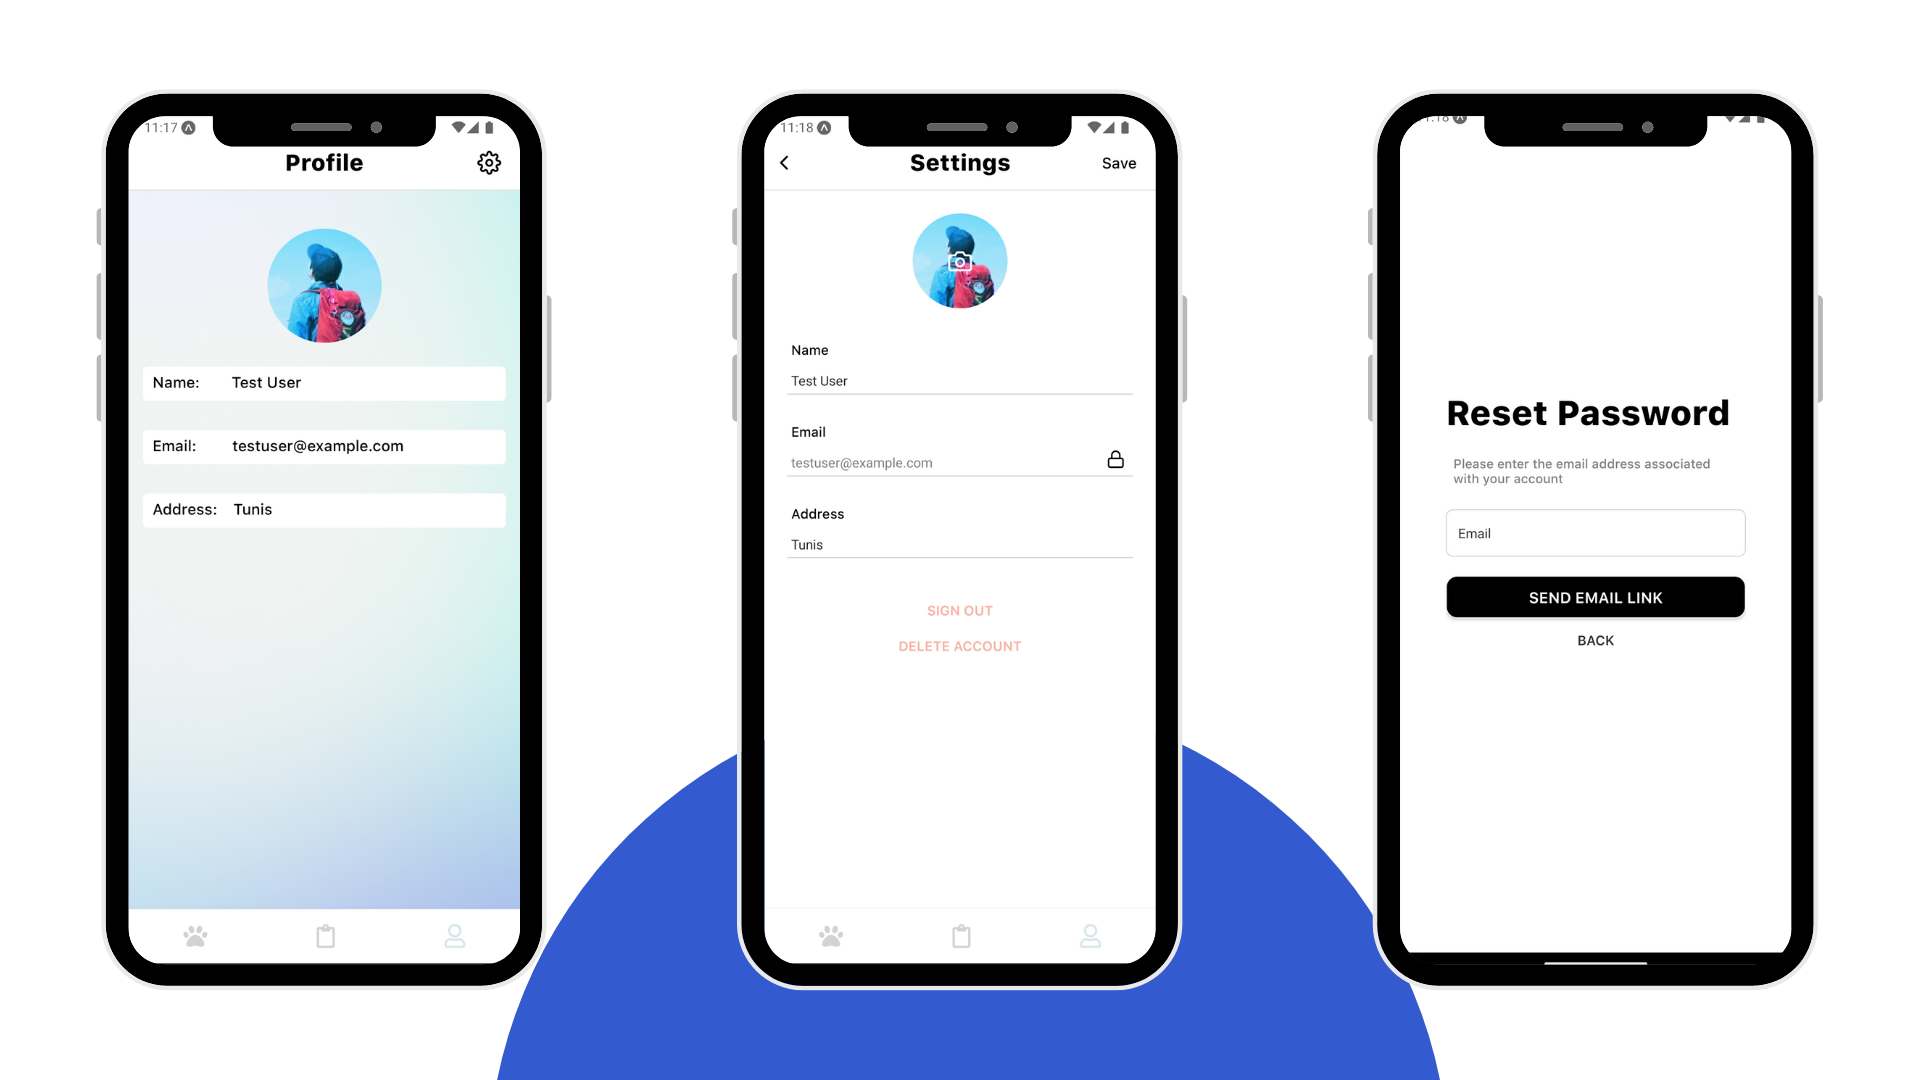 11:17
Profile
Name: Test User
Email: testuser@example.com
Address: Tunis
11:18
Settings
Save
Name
Test User
Email
testuser@example.com
Address
Tunis
SIGN OUT
DELETE ACCOUNT
Reset Password
Please enter the email address associated
with your account
Email
SEND EMAIL LINK
BACK